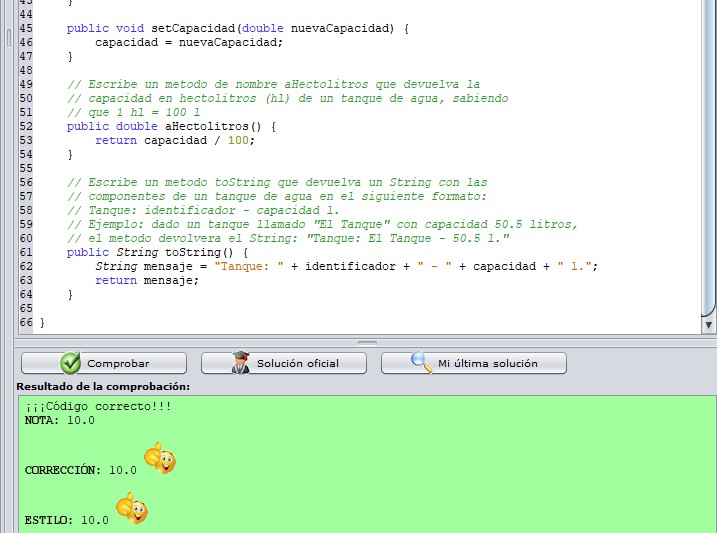 43 }
44
45 public void setCapacidad(double nuevaCapacidad) {
46 capacidad = nuevaCapacidad;
47 }
48
49 // Escribe un metodo de nombre aHectolitros que devuelva la
50 // capacidad en hectolitros (hl) de un tanque de agua, sabiendo
51 // que 1 hl = 100 l
52 public double aHectolitros() {
53 return capacidad / 100;
54 }
55
56 // Escribe un metodo toString que devuelva un String con las
57 // componentes de un tanque de agua en el siguiente formato:
58 // Tanque: identificador - capacidad l.
59 // Ejemplo: dado un tanque llamado "El Tanque" con capacidad 50.5 litros,
60 // el metodo devolvera el String: "Tanque: El Tanque - 50.5 l."
61 public String toString() {
62 String mensaje = "Tanque: " + identificador + " - " + capacidad + " l.";
63 return mensaje;
64 }
65
66 }
Comprobar Solución oficial Mi última solución
Resultado de la comprobación:
¡¡¡Código correcto!!!
NOTA: 10.0
CORRECCIÓN: 10.0
ESTILO: 10.0